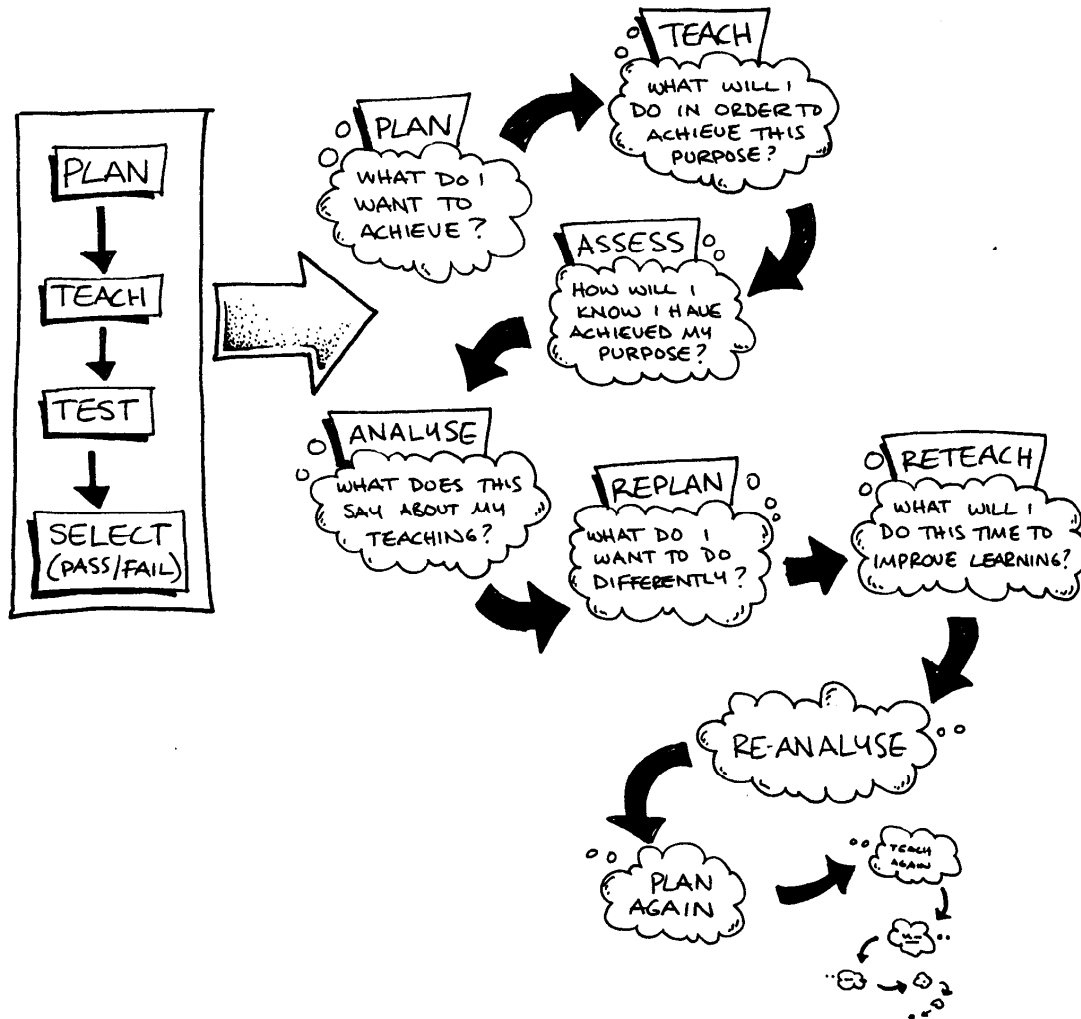 PLAN
TEACH
TEST
SELECT
(PASS/FAIL)
PLAN
WHAT DO I
WANT TO
ACHIEVE?
TEACH
WHAT WILL I
DO IN ORDER TO
ACHIEVE THIS
PURPOSE?
ASSESS
HOW WILL I
KNOW I HAVE
ACHIEVED MY
PURPOSE?
ANALYSE
WHAT DOES THIS
SAY ABOUT MY
TEACHING?
REPLAN
WHAT DO I
WANT TO DO
DIFFERENTLY?
RETEACH
WHAT WILL I
DO THIS TIME TO
IMPROVE LEARNING?
RE-ANALYSE
PLAN
AGAIN
TEACH
AGAIN